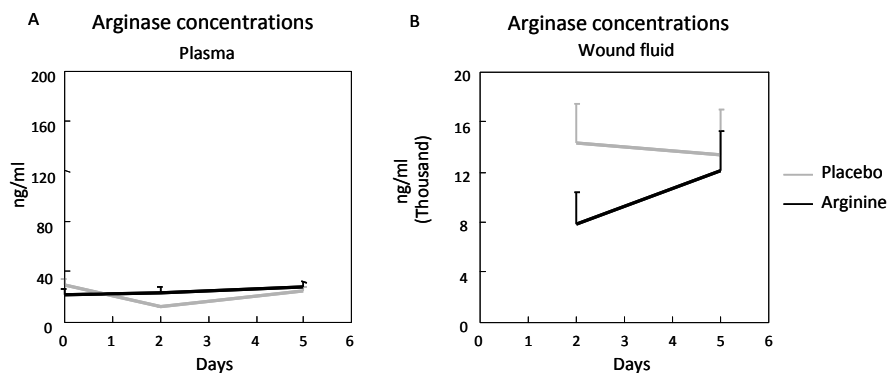 A
Arginase concentrations
Plasma
200
160
120
80
40
0
ng/ml
0 1 2 3 4 5 6
Days
B
Arginase concentrations
Wound fluid
20
16
12
8
4
0
ng/ml
(Thousand)
0 1 2 3 4 5 6
Days
Placebo
Arginine